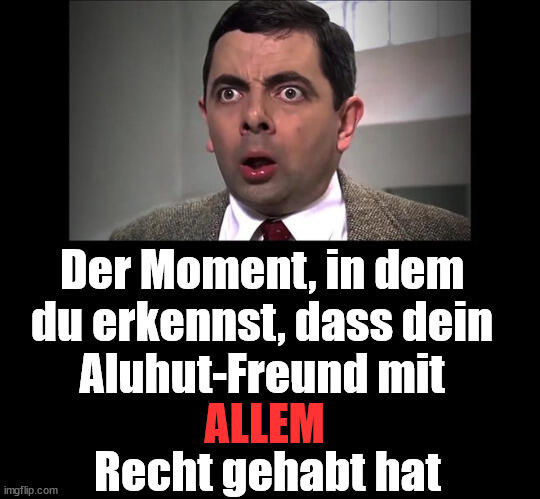 Der Moment, in dem
du erkennst, dass dein
Aluhut-Freund mit
ALLEM
Recht gehabt hat
imgflip.com